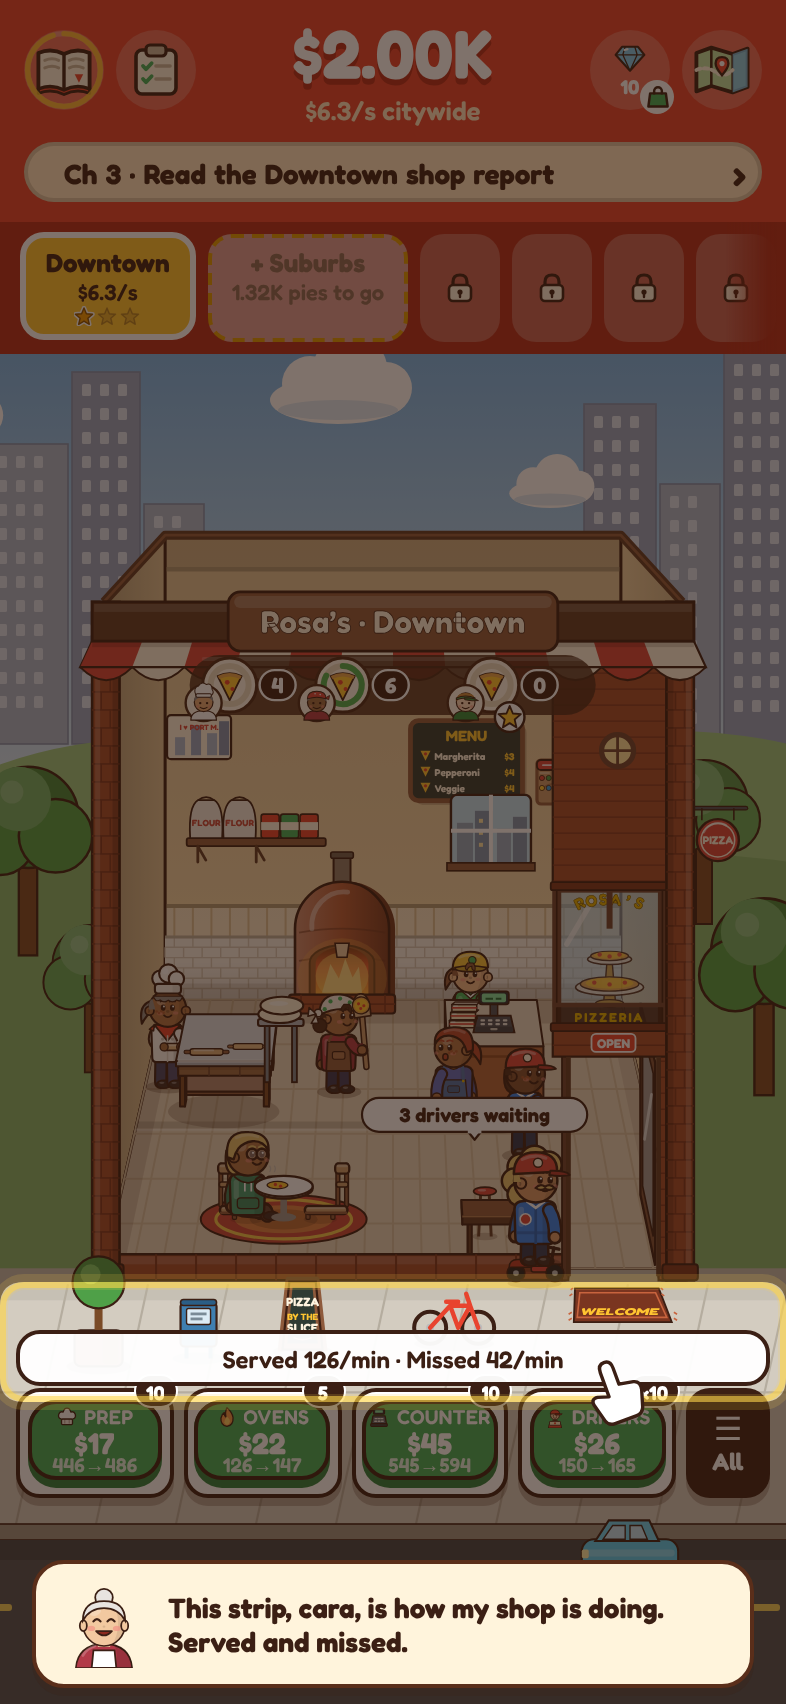 $2.00K
$6.3/s citywide
10
Ch 3 · Read the Downtown shop report
Downtown
$6.3/s
+ Suburbs
1.32K pies to go
Rosa's · Downtown
4
6
0
MENU
Margherita $3
Pepperoni $4
Veggie $4
FLOUR FLOUR
PIZZA
ROSA'S
PIZZERIA
OPEN
3 drivers waiting
PIZZA
BY THE
SLICE
WELCOME
Served 126/min · Missed 42/min
10
5
10
PREP
$17
446→486
OVENS
$22
126→147
COUNTER
$45
545→594
$26
150→165
All
This strip, cara, is how my shop is doing.
Served and missed.